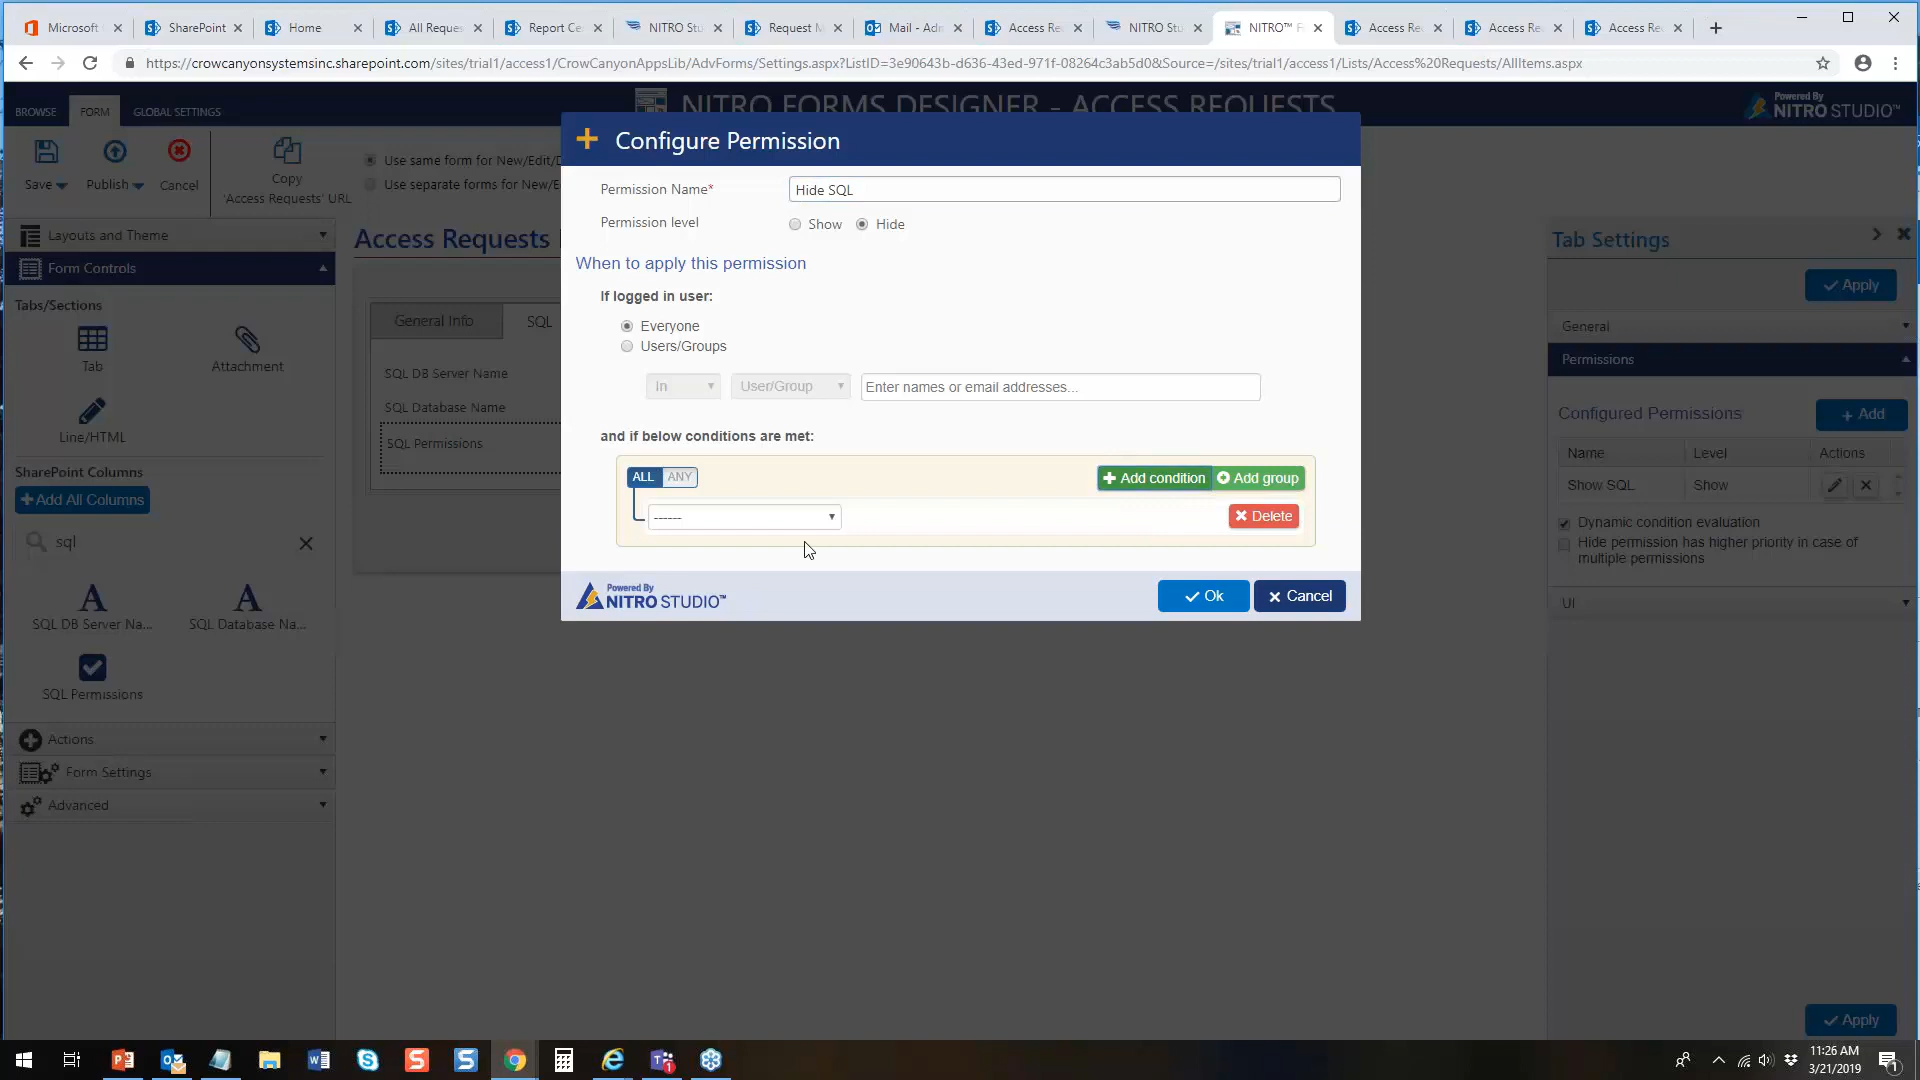 Microsoft
SharePoint
Home
All Reques
Report Ce
NITRO Stu
Request M
Mail - Adm
Access Re
NITRO Stu
NITRO™ F
Access Re
Access Re
Access Re
https://crowcanyonsystemsinc.sharepoint.com/sites/trial1/access1/CrowCanyonAppsLib/AdvForms/Settings.aspx?ListID=3e90643b-d636-43ed-971f-08264c3ab5d0&Source=/sites/trial1/access1/Lists/Access%20Requests/AllItems.aspx
BROWSE
FORM
GLOBAL SETTINGS
NITRO FORMS DESIGNER - ACCESS REQUESTS
Powered By
NITRO STUDIO™
Save
Publish
Cancel
Copy
'Access Requests' URL
Use same form for New/Edit/D
Use separate forms for New/E
Layouts and Theme
Form Controls
Tabs/Sections
Tab
Attachment
Line/HTML
SharePoint Columns
+Add All Columns
sql
SQL DB Server Na...
SQL Database Na...
SQL Permissions
Actions
Form Settings
Advanced
Access Requests
General Info
SQL
SQL DB Server Name
SQL Database Name
SQL Permissions
Configure Permission
Permission Name*
Hide SQL
Permission level
Show
Hide
When to apply this permission
If logged in user:
Everyone
Users/Groups
In
User/Group
Enter names or email addresses...
and if below conditions are met:
ALL
ANY
Add condition
Add group
------
Delete
Powered By
NITRO STUDIO™
Ok
Cancel
Tab Settings
Apply
General
Permissions
Configured Permissions
+ Add
Name
Level
Actions
Show SQL
Show
Dynamic condition evaluation
Hide permission has higher priority in case of
multiple permissions
UI
Apply
11:26 AM
3/21/2019
1